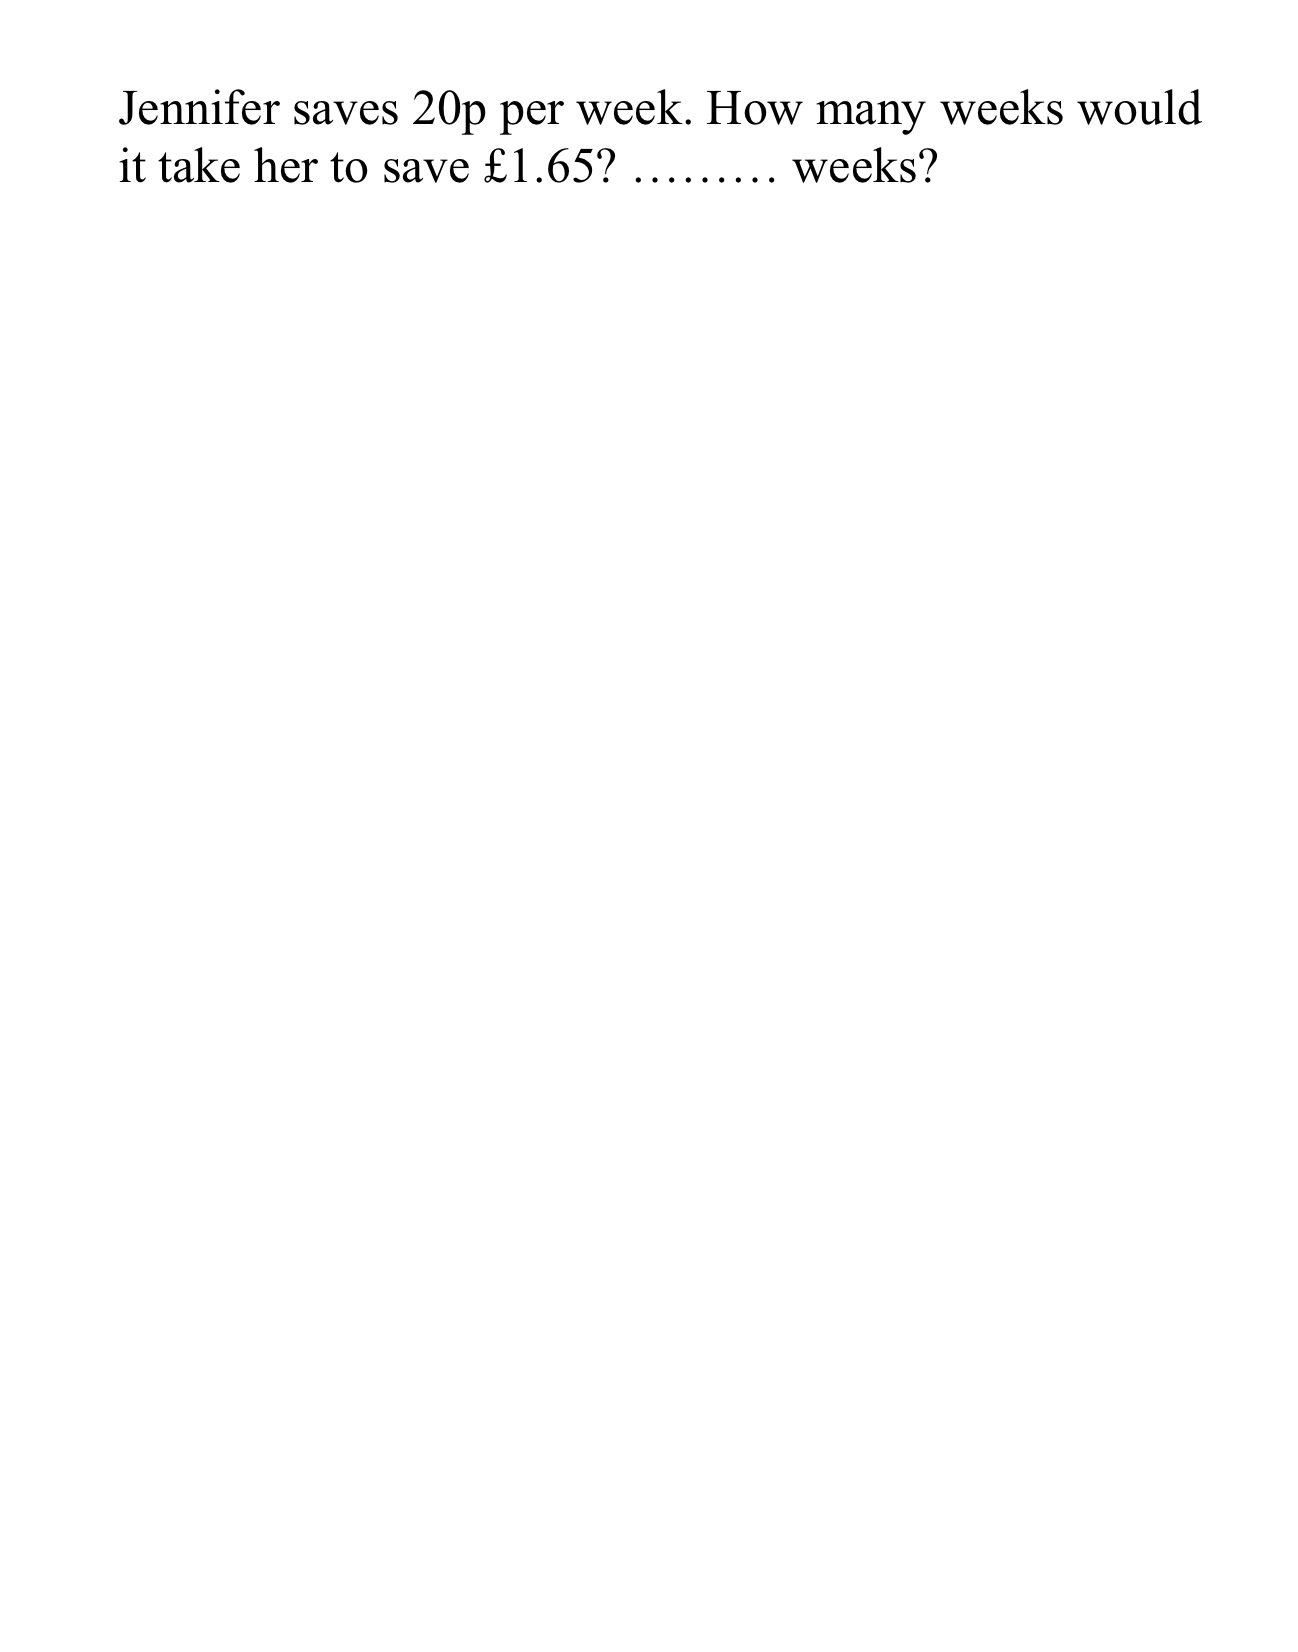 Jennifer saves 20p per week. How many weeks would
it take her to save £1.65? ……… weeks?